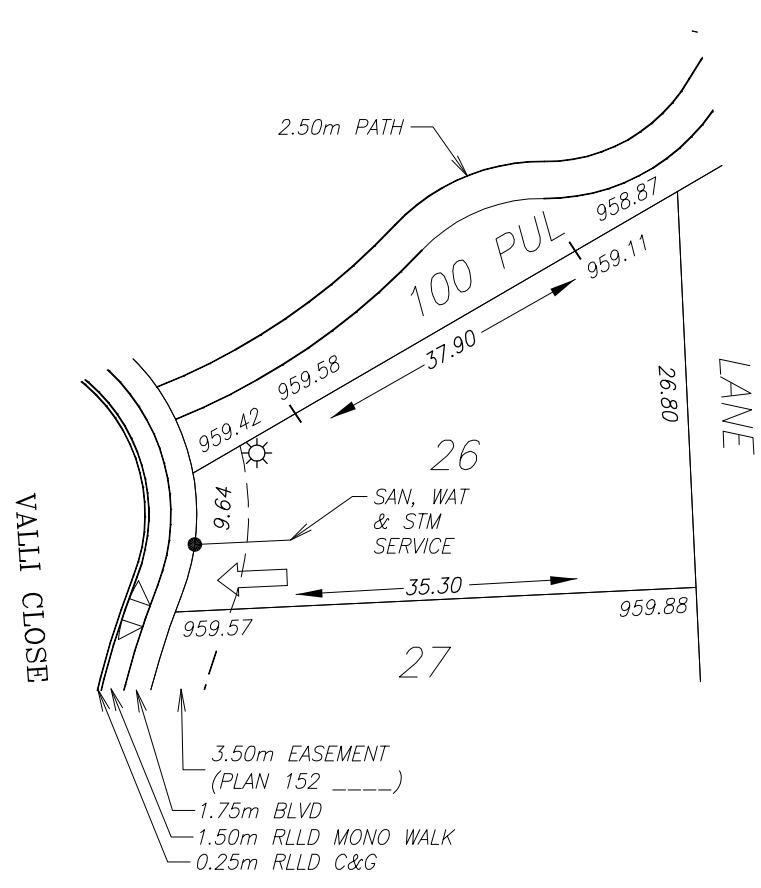 2.50m PATH
958.87
100 PUL
959.11
37.90
959.58
959.42
26.80
LANE
26
9.64
SAN, WAT
& STM
SERVICE
VALLI CLOSE
35.30
959.88
959.57
27
3.50m EASEMENT
(PLAN 152 ____)
1.75m BLVD
1.50m RLLD MONO WALK
0.25m RLLD C&G